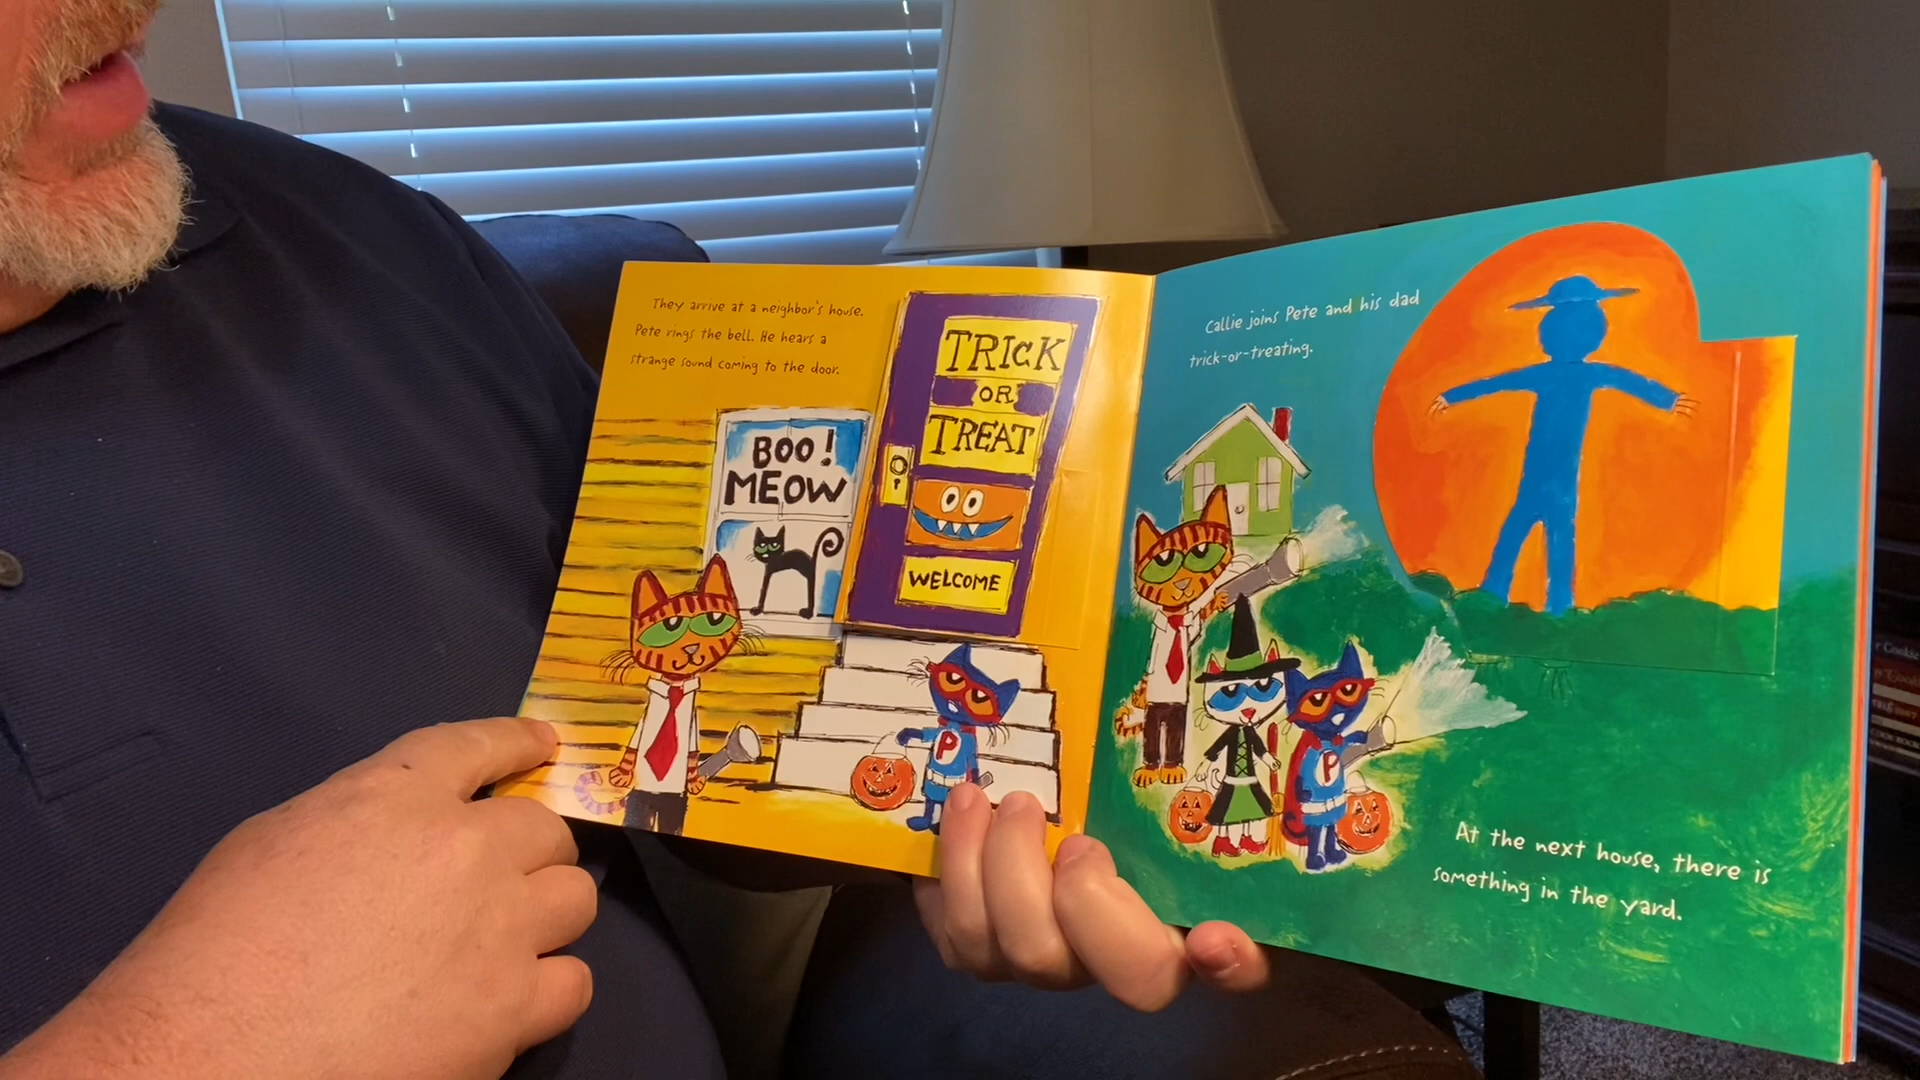 They arrive at a neighbor's house.
Pete rings the bell. He hears a
strange sound coming to the door.
BOO!
MEOW
TRICK
OR
TREAT
WELCOME
P
Callie joins Pete and his dad
trick-or-treating.
P
At the next house, there is
something in the yard.
Cookie